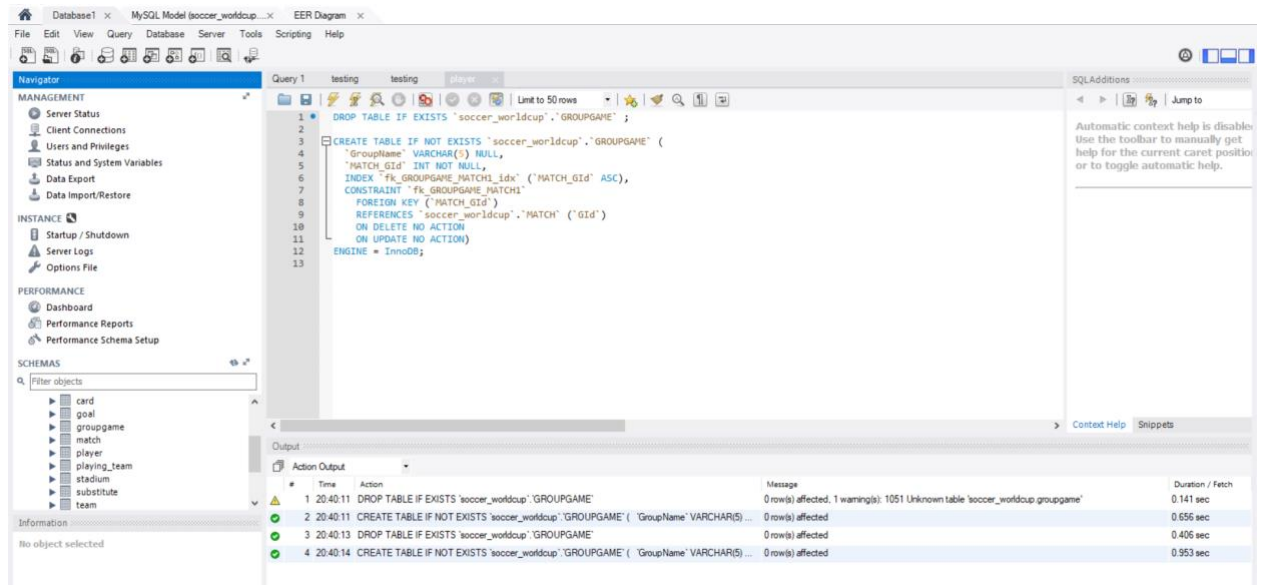 Database1 × MySQL Model (soccer_worldcup....× EER Diagram ×
File Edit View Query Database Server Tools Scripting Help
Navigator
MANAGEMENT
Server Status
Client Connections
Users and Privileges
Status and System Variables
Data Export
Data Import/Restore
INSTANCE
Startup / Shutdown
Server Logs
Options File
PERFORMANCE
Dashboard
Performance Reports
Performance Schema Setup
SCHEMAS
Filter objects
card
goal
groupgame
match
player
playing_team
stadium
substitute
team
Information
No object selected
Query 1 testing testing player ×
Limit to 50 rows
1 DROP TABLE IF EXISTS `soccer_worldcup`.`GROUPGAME` ;
2
3 CREATE TABLE IF NOT EXISTS `soccer_worldcup`.`GROUPGAME` (
4 `GroupName` VARCHAR(5) NULL,
5 `MATCH_GId` INT NOT NULL,
6 INDEX `fk_GROUPGAME_MATCH1_idx` (`MATCH_GId` ASC),
7 CONSTRAINT `fk_GROUPGAME_MATCH1`
8 FOREIGN KEY (`MATCH_GId`)
9 REFERENCES `soccer_worldcup`.`MATCH` (`GId`)
10 ON DELETE NO ACTION
11 ON UPDATE NO ACTION)
12 ENGINE = InnoDB;
13
SQLAdditions
Jump to
Automatic context help is disable
Use the toolbar to manually get
help for the current caret position
or to toggle automatic help.
Context Help Snippets
Output
Action Output
# Time Action Message Duration / Fetch
1 20:40:11 DROP TABLE IF EXISTS `soccer_worldcup`.`GROUPGAME` 0 row(s) affected, 1 warning(s): 1051 Unknown table 'soccer_worldcup.groupgame' 0.141 sec
2 20:40:11 CREATE TABLE IF NOT EXISTS `soccer_worldcup`.`GROUPGAME` ( `GroupName` VARCHAR(5) ... 0 row(s) affected 0.656 sec
3 20:40:13 DROP TABLE IF EXISTS `soccer_worldcup`.`GROUPGAME` 0 row(s) affected 0.406 sec
4 20:40:14 CREATE TABLE IF NOT EXISTS `soccer_worldcup`.`GROUPGAME` ( `GroupName` VARCHAR(5) ... 0 row(s) affected 0.953 sec